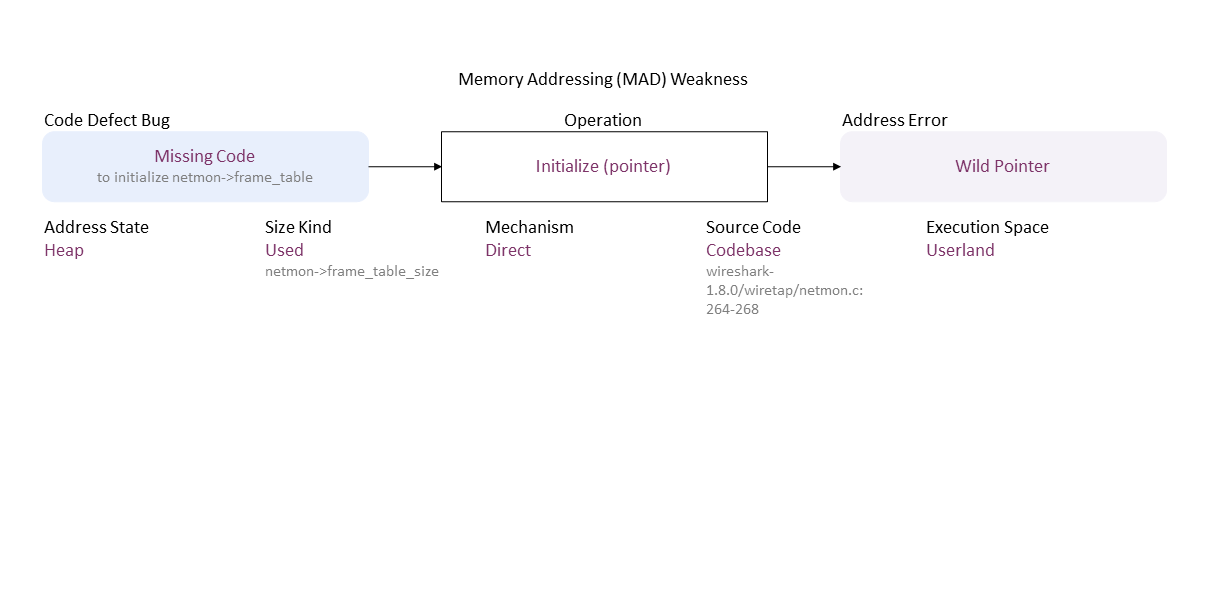 Memory Addressing (MAD) Weakness
Code Defect Bug
Operation
Address Error
Missing Code
to initialize netmon->frame_table
Initialize (pointer)
Wild Pointer
Address State
Heap
Size Kind
Used
netmon->frame_table_size
Mechanism
Direct
Source Code
Codebase
wireshark-
1.8.0/wiretap/netmon.c:
264-268
Execution Space
Userland